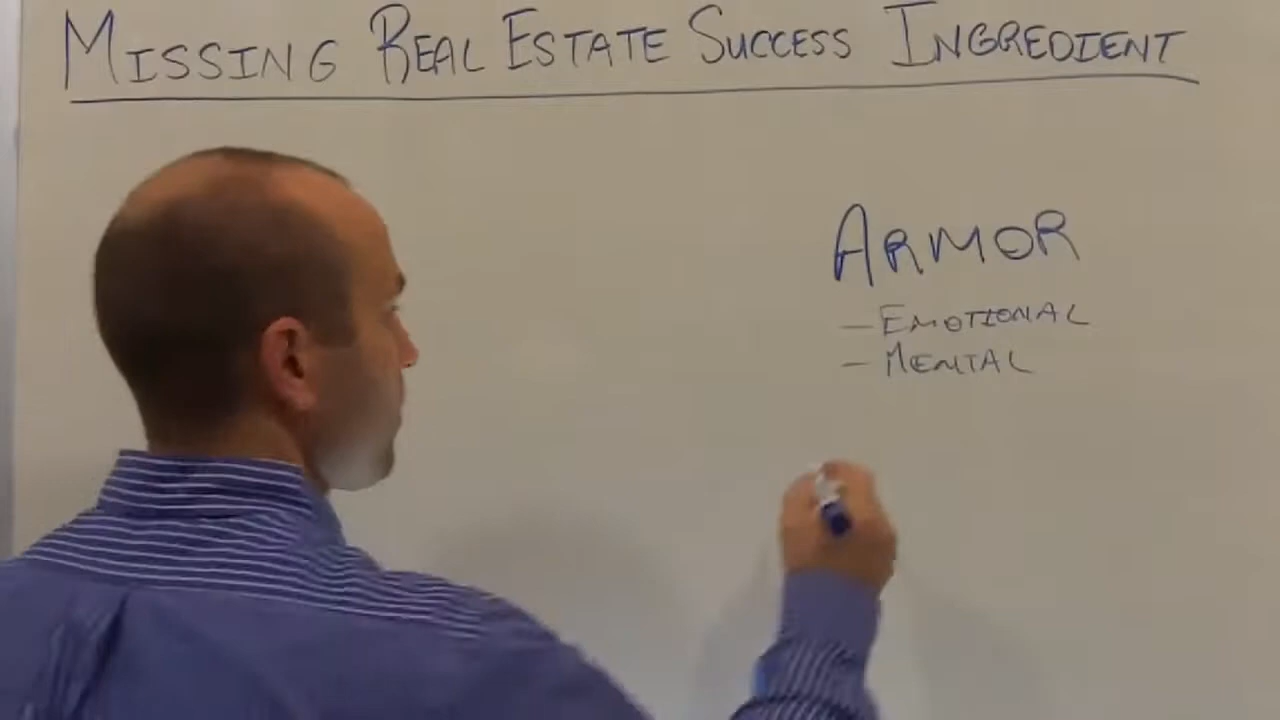 MISSING REAL ESTATE SUCCESS INGREDIENT
ARMOR
- EMOTIONAL
- MENTAL